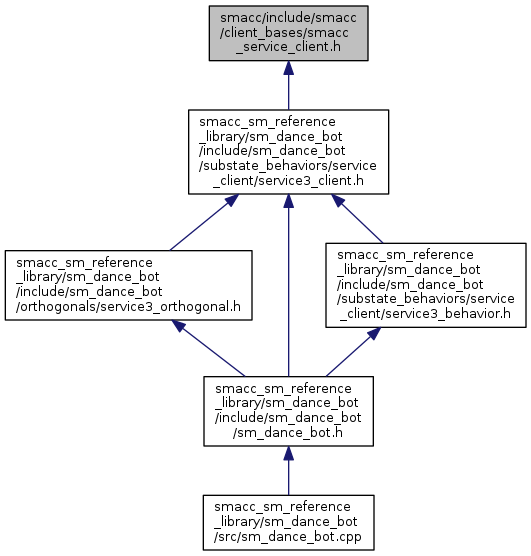 smacc/include/smacc
/client_bases/smacc
_service_client.h
smacc_sm_reference
_library/sm_dance_bot
/include/sm_dance_bot
/substate_behaviors/service
_client/service3_client.h
smacc_sm_reference
_library/sm_dance_bot
/include/sm_dance_bot
/orthogonals/service3_orthogonal.h
smacc_sm_reference
_library/sm_dance_bot
/include/sm_dance_bot
/substate_behaviors/service
_client/service3_behavior.h
smacc_sm_reference
_library/sm_dance_bot
/include/sm_dance_bot
/sm_dance_bot.h
smacc_sm_reference
_library/sm_dance_bot
/src/sm_dance_bot.cpp